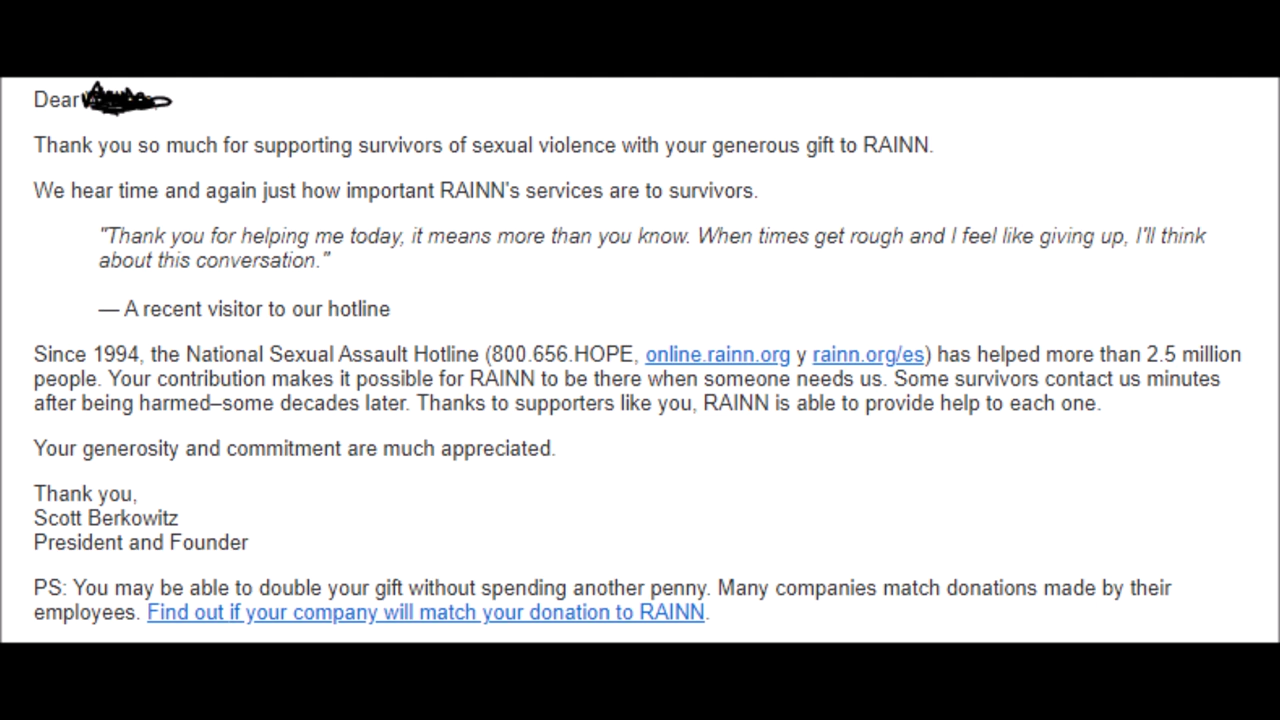 Dear
Thank you so much for supporting survivors of sexual violence with your generous gift to RAINN.
We hear time and again just how important RAINN's services are to survivors.
"Thank you for helping me today, it means more than you know. When times get rough and I feel like giving up, I'll think
about this conversation."
— A recent visitor to our hotline
Since 1994, the National Sexual Assault Hotline (800.656.HOPE, online.rainn.org y rainn.org/es) has helped more than 2.5 million
people. Your contribution makes it possible for RAINN to be there when someone needs us. Some survivors contact us minutes
after being harmed–some decades later. Thanks to supporters like you, RAINN is able to provide help to each one.
Your generosity and commitment are much appreciated.
Thank you,
Scott Berkowitz
President and Founder
PS: You may be able to double your gift without spending another penny. Many companies match donations made by their
employees. Find out if your company will match your donation to RAINN.